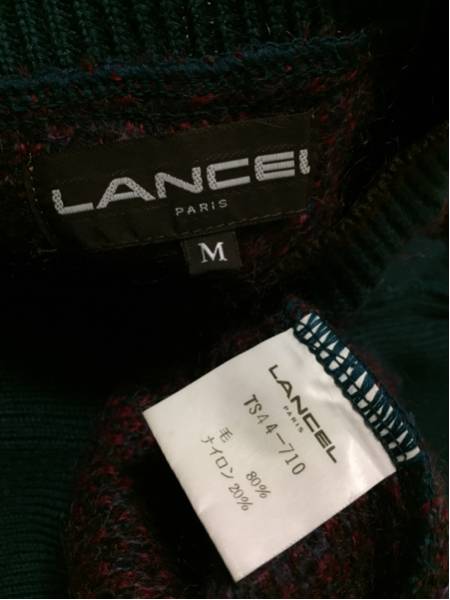 LANCEL
PARIS
M
LANCEL
PARIS
TS44-710
毛 80%
ナイロン 20%